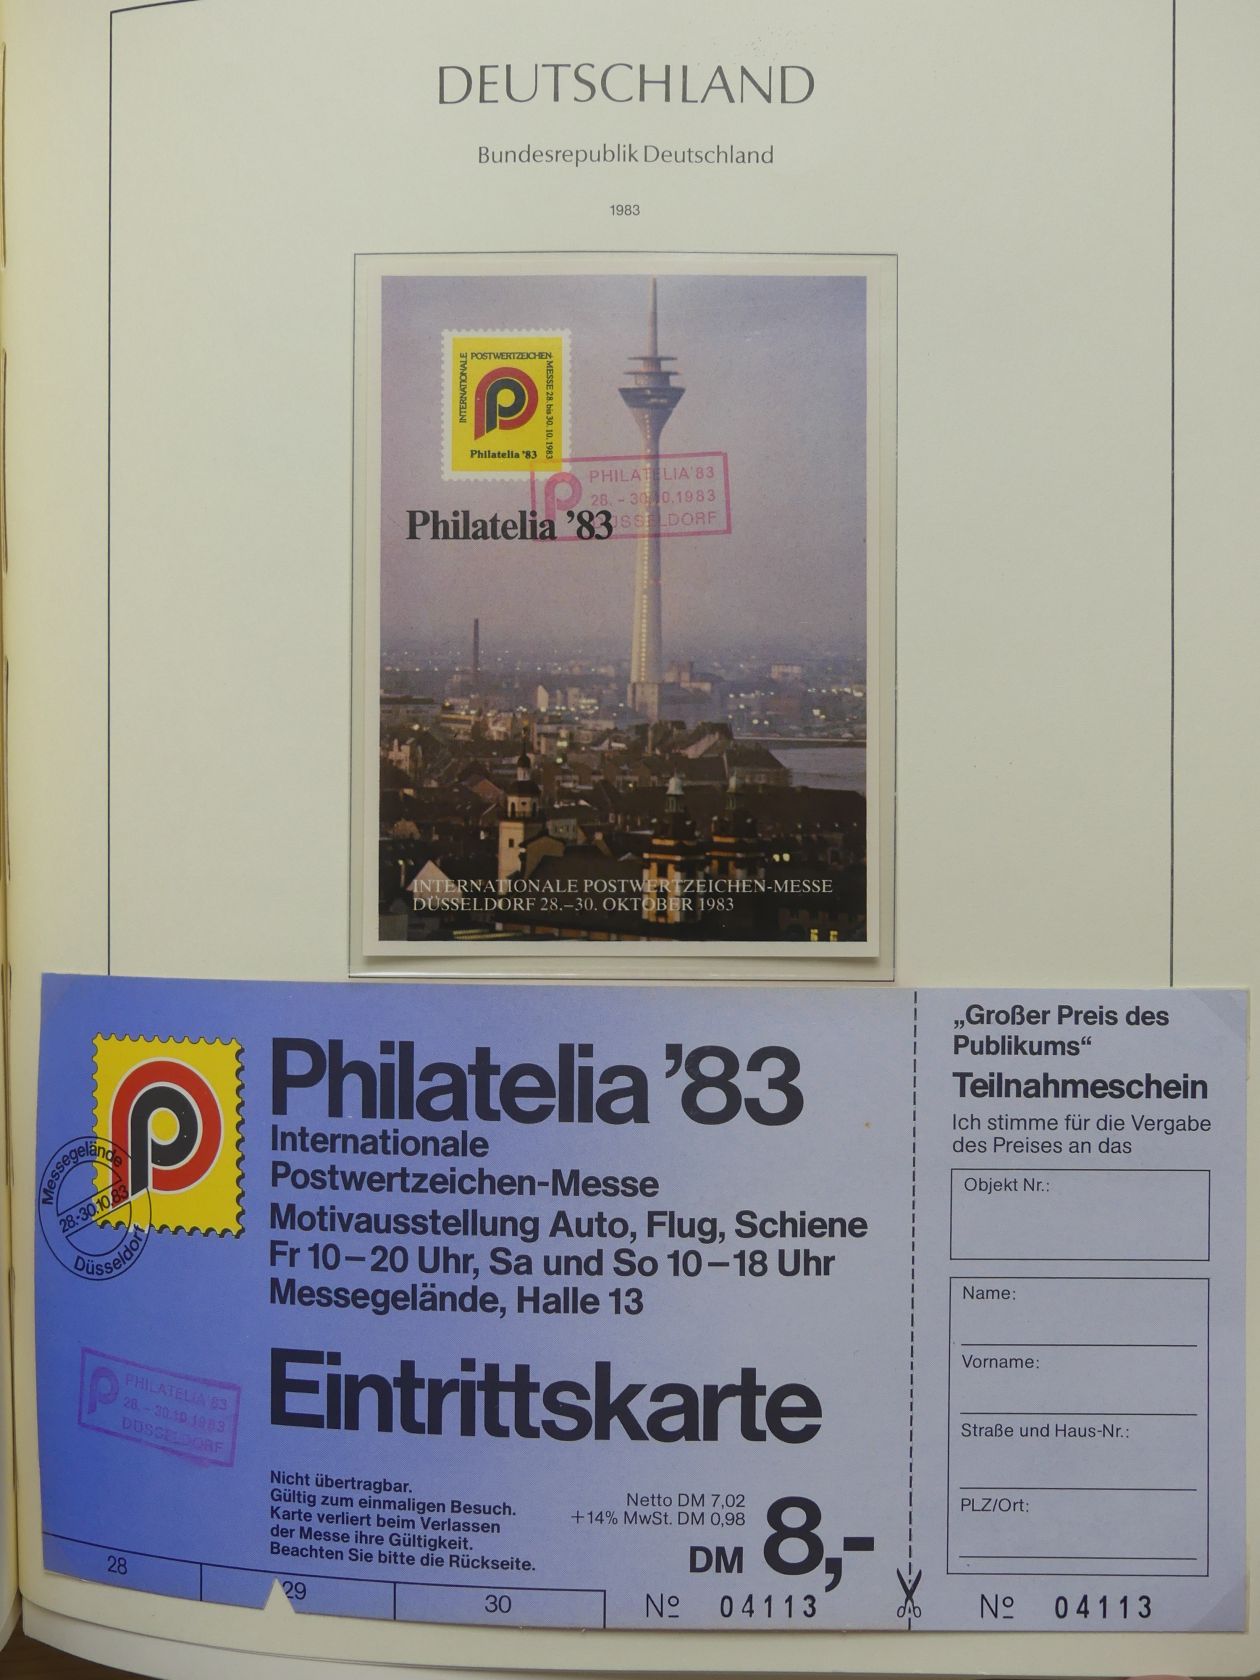 DEUTSCHLAND
Bundesrepublik Deutschland
1983
INTERNATIONALE
POSTWERTZEICHEN-
MESSE 28. bis 30. 10. 1983
Philatelia '83
PHILATELIA'83
28. - 30.10.1983
DÜSSELDORF
Philatelia '83
INTERNATIONALE POSTWERTZEICHEN-MESSE
DÜSSELDORF 28.–30. OKTOBER 1983
Philatelia '83
Internationale
Postwertzeichen-Messe
Motivausstellung Auto, Flug, Schiene
Fr 10–20 Uhr, Sa und So 10–18 Uhr
Messegelände, Halle 13
Messegelände
28.-30.10.83
Düsseldorf
PHILATELIA'83
28. - 30.10.1983
DÜSSELDORF
Eintrittskarte
Nicht übertragbar.
Gültig zum einmaligen Besuch.
Karte verliert beim Verlassen
der Messe ihre Gültigkeit.
Beachten Sie bitte die Rückseite.
Netto DM 7,02
+14% MwSt. DM 0,98
DM 8,-
28
29
30
Nº 04113
„Großer Preis des
Publikums“
Teilnahmeschein
Ich stimme für die Vergabe
des Preises an das
Objekt Nr.:
Name:
Vorname:
Straße und Haus-Nr.:
PLZ/Ort:
Nº 04113